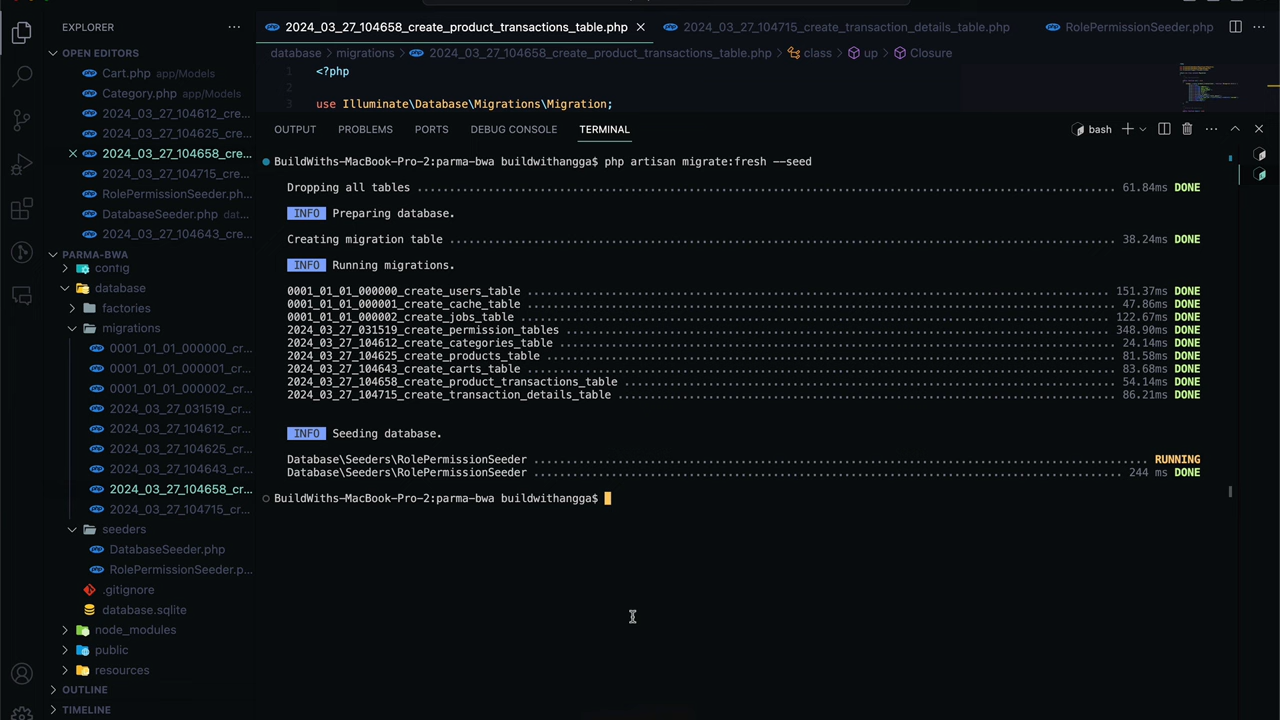 EXPLORER
OPEN EDITORS
Cart.php app/Models
Category.php app/Models
2024_03_27_104612_cre...
2024_03_27_104625_cre...
2024_03_27_104658_cre...
2024_03_27_104715_cre...
RolePermissionSeeder.ph...
DatabaseSeeder.php dat...
2024_03_27_104643_cre...
PARMA-BWA
config
database
factories
migrations
0001_01_01_000000_cr...
0001_01_01_000001_cr...
0001_01_01_000002_cr...
2024_03_27_031519_cr...
2024_03_27_104612_cr...
2024_03_27_104625_cr...
2024_03_27_104643_cr...
2024_03_27_104658_cr...
2024_03_27_104715_cr...
seeders
DatabaseSeeder.php
RolePermissionSeeder.p...
.gitignore
database.sqlite
node_modules
public
resources
OUTLINE
TIMELINE
2024_03_27_104658_create_product_transactions_table.php
2024_03_27_104715_create_transaction_details_table.php
RolePermissionSeeder.php
database > migrations > 2024_03_27_104658_create_product_transactions_table.php > class > up > Closure
1 <?php
2
3 use Illuminate\Database\Migrations\Migration;
OUTPUT PROBLEMS PORTS DEBUG CONSOLE TERMINAL
bash
BuildWiths-MacBook-Pro-2:parma-bwa buildwithangga$ php artisan migrate:fresh --seed
Dropping all tables 61.84ms DONE
INFO Preparing database.
Creating migration table 38.24ms DONE
INFO Running migrations.
0001_01_01_000000_create_users_table 151.37ms DONE
0001_01_01_000001_create_cache_table 47.86ms DONE
0001_01_01_000002_create_jobs_table 122.67ms DONE
2024_03_27_031519_create_permission_tables 348.90ms DONE
2024_03_27_104612_create_categories_table 24.14ms DONE
2024_03_27_104625_create_products_table 81.58ms DONE
2024_03_27_104643_create_carts_table 83.68ms DONE
2024_03_27_104658_create_product_transactions_table 54.14ms DONE
2024_03_27_104715_create_transaction_details_table 86.21ms DONE
INFO Seeding database.
Database\Seeders\RolePermissionSeeder RUNNING
Database\Seeders\RolePermissionSeeder 244 ms DONE
BuildWiths-MacBook-Pro-2:parma-bwa buildwithangga$